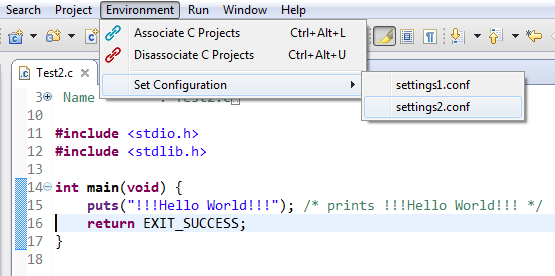 Search Project Environment Run Window Help
Associate C Projects Ctrl+Alt+L
Disassociate C Projects Ctrl+Alt+U
Set Configuration
settings1.conf
settings2.conf
Test2.c
3 Name : Test2.c
10
11 #include <stdio.h>
12 #include <stdlib.h>
13
14 int main(void) {
15 puts("!!!Hello World!!!"); /* prints !!!Hello World!!! */
16 return EXIT_SUCCESS;
17 }
18